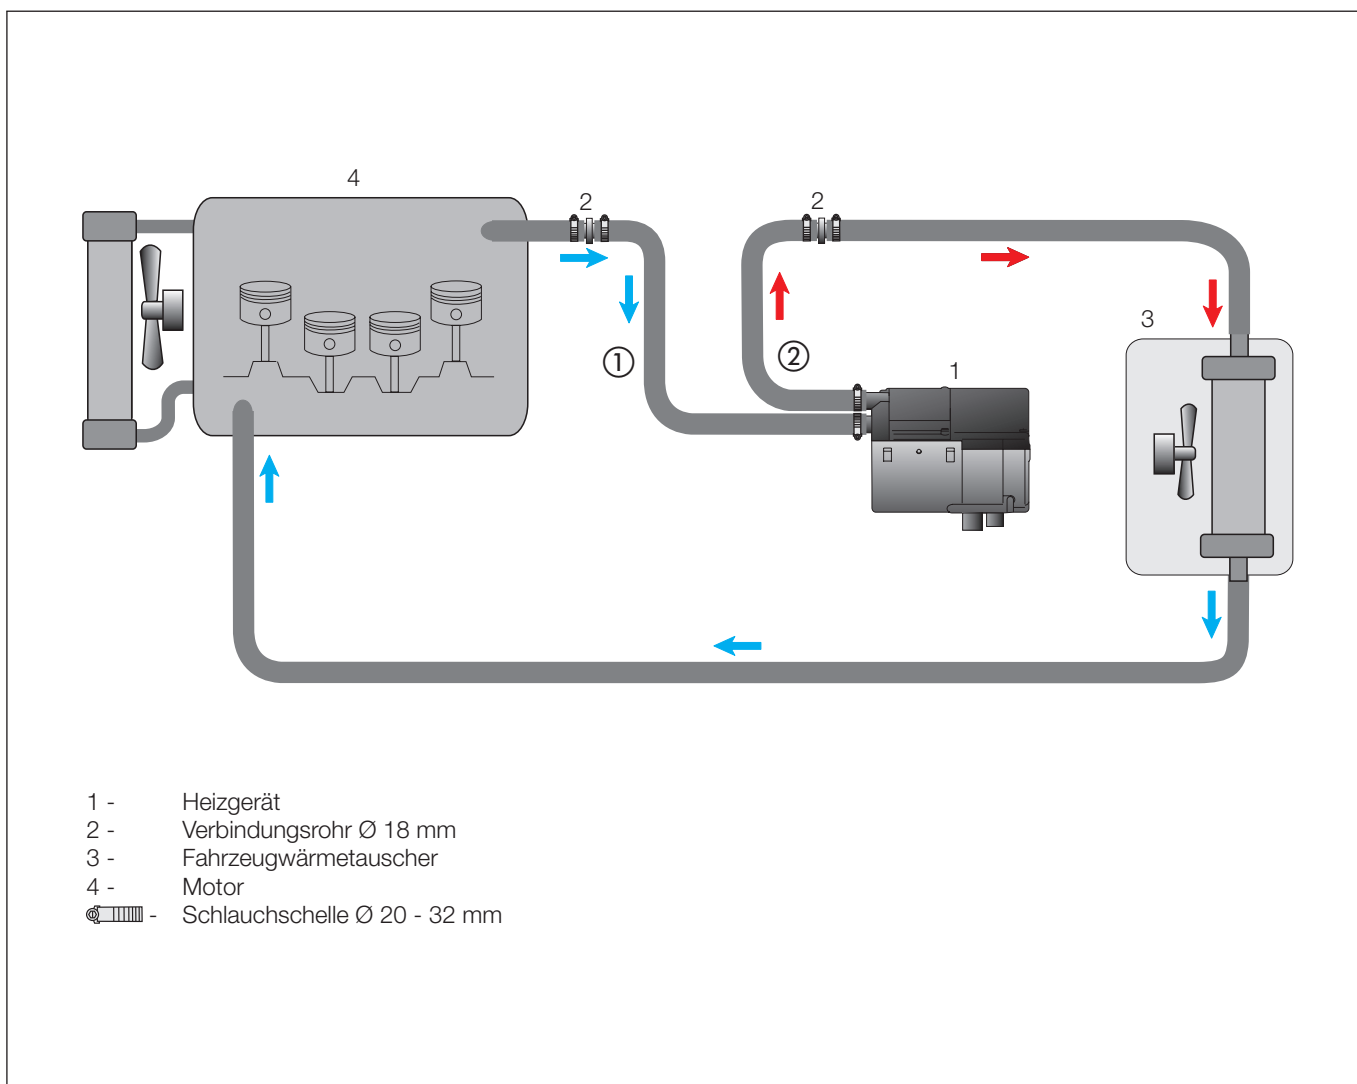 4
2
2
3
①
②
1
1 - Heizgerät
2 - Verbindungsrohr Ø 18 mm
3 - Fahrzeugwärmetauscher
4 - Motor
- Schlauchschelle Ø 20 - 32 mm